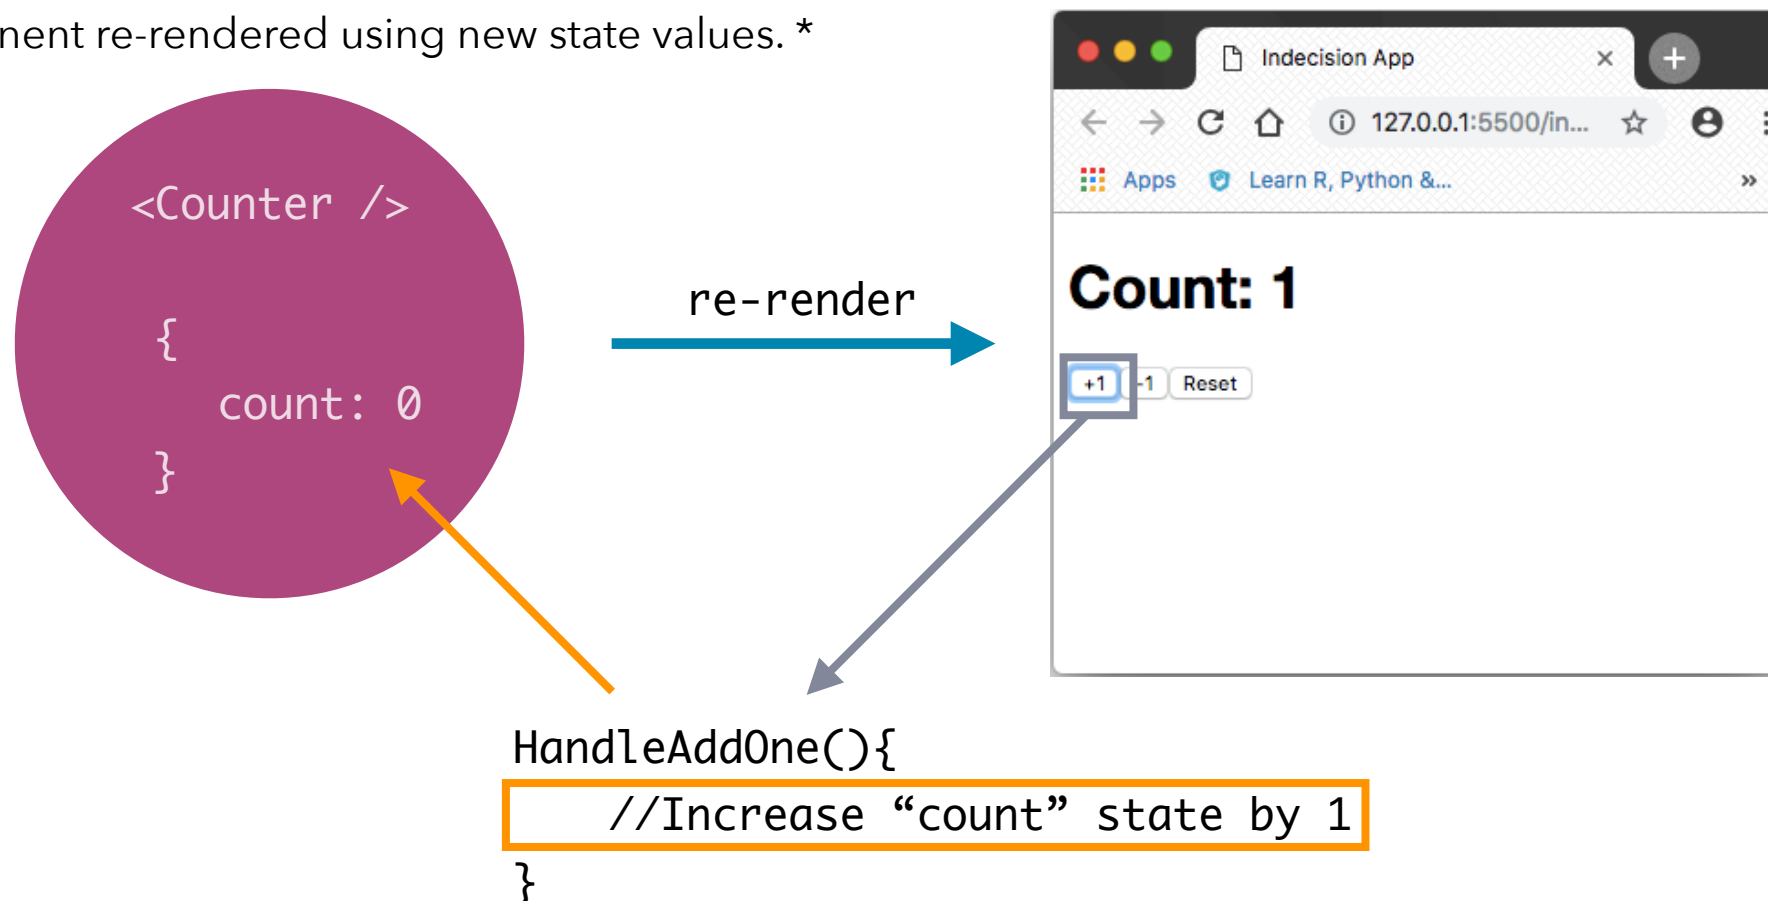 nent re-rendered using new state values. *
<Counter />
{
count: 0
}
re-render
Indecision App
127.0.0.1:5500/in...
Apps
Learn R, Python &...
»
Count: 1
+1
-1
Reset
HandleAddOne(){
//Increase “count” state by 1
}